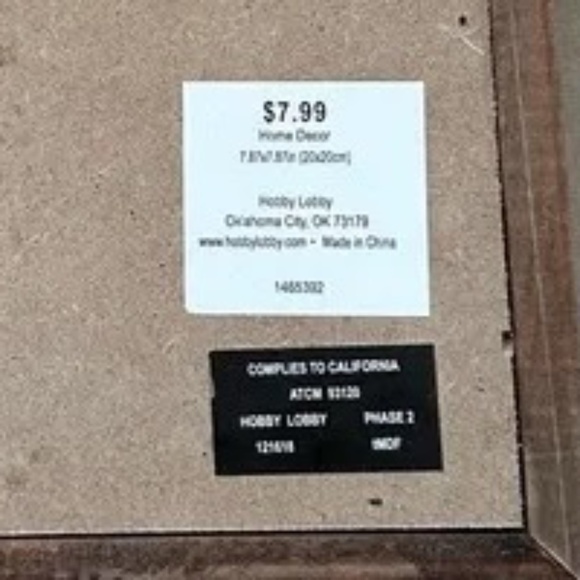 $7.99
Home Decor
7.87x7.87in (20x20cm)
Hobby Lobby
Oklahoma City, OK 73179
www.hobbylobby.com • Made in China
1465392
COMPLIES TO CALIFORNIA
ATCM 93120
HOBBY LOBBY PHASE 2
121616 tMDF